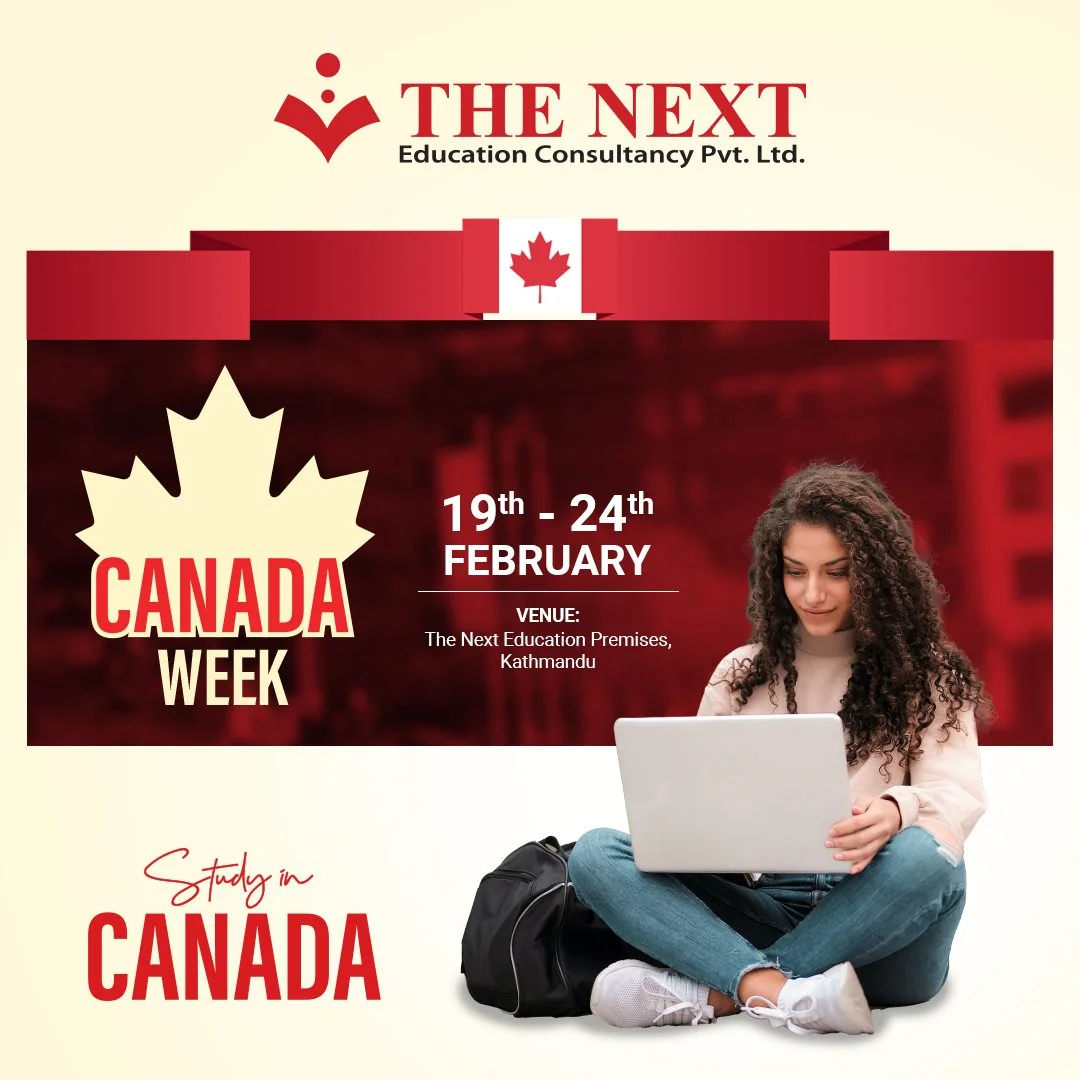 THE NEXT
Education Consultancy Pvt. Ltd.
CANADA
WEEK
19th - 24th
FEBRUARY
VENUE:
The Next Education Premises,
Kathmandu
Study in
CANADA